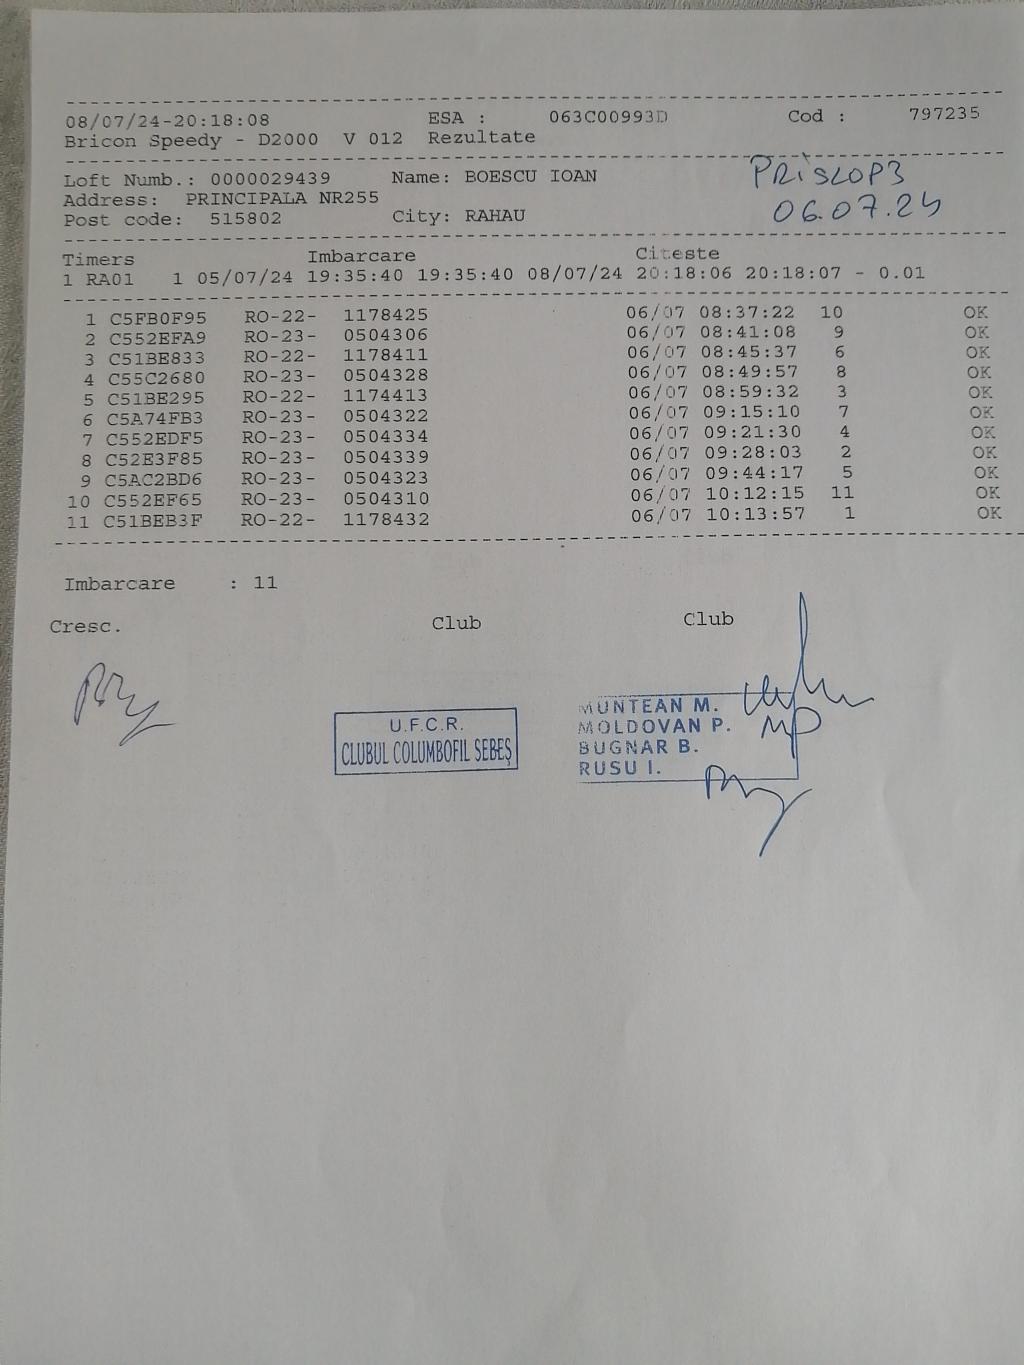 08/07/24-20:18:08 ESA : 063C00993D Cod : 797235
Bricon Speedy - D2000 V 012 Rezultate
Loft Numb.: 0000029439 Name: BOESCU IOAN PRISLOP3
Address: PRINCIPALA NR255 06.07.24
Post code: 515802 City: RAHAU
Timers Imbarcare Citeste
1 RA01 1 05/07/24 19:35:40 19:35:40 08/07/24 20:18:06 20:18:07 - 0.01
1 C5FB0F95 RO-22- 1178425 06/07 08:37:22 10 OK
2 C552EFA9 RO-23- 0504306 06/07 08:41:08 9 OK
3 C51BE833 RO-22- 1178411 06/07 08:45:37 6 OK
4 C55C2680 RO-23- 0504328 06/07 08:49:57 8 OK
5 C51BE295 RO-22- 1174413 06/07 08:59:32 3 OK
6 C5A74FB3 RO-23- 0504322 06/07 09:15:10 7 OK
7 C552EDF5 RO-23- 0504334 06/07 09:21:30 4 OK
8 C52E3F85 RO-23- 0504339 06/07 09:28:03 2 OK
9 C5AC2BD6 RO-23- 0504323 06/07 09:44:17 5 OK
10 C552EF65 RO-23- 0504310 06/07 10:12:15 11 OK
11 C51BEB3F RO-22- 1178432 06/07 10:13:57 1 OK
Imbarcare : 11
Cresc. Club Club
U.F.C.R.
CLUBUL COLUMBOFIL SEBEȘ
MUNTEAN M.
MOLDOVAN P. MP
BUGNAR B.
RUSU I.